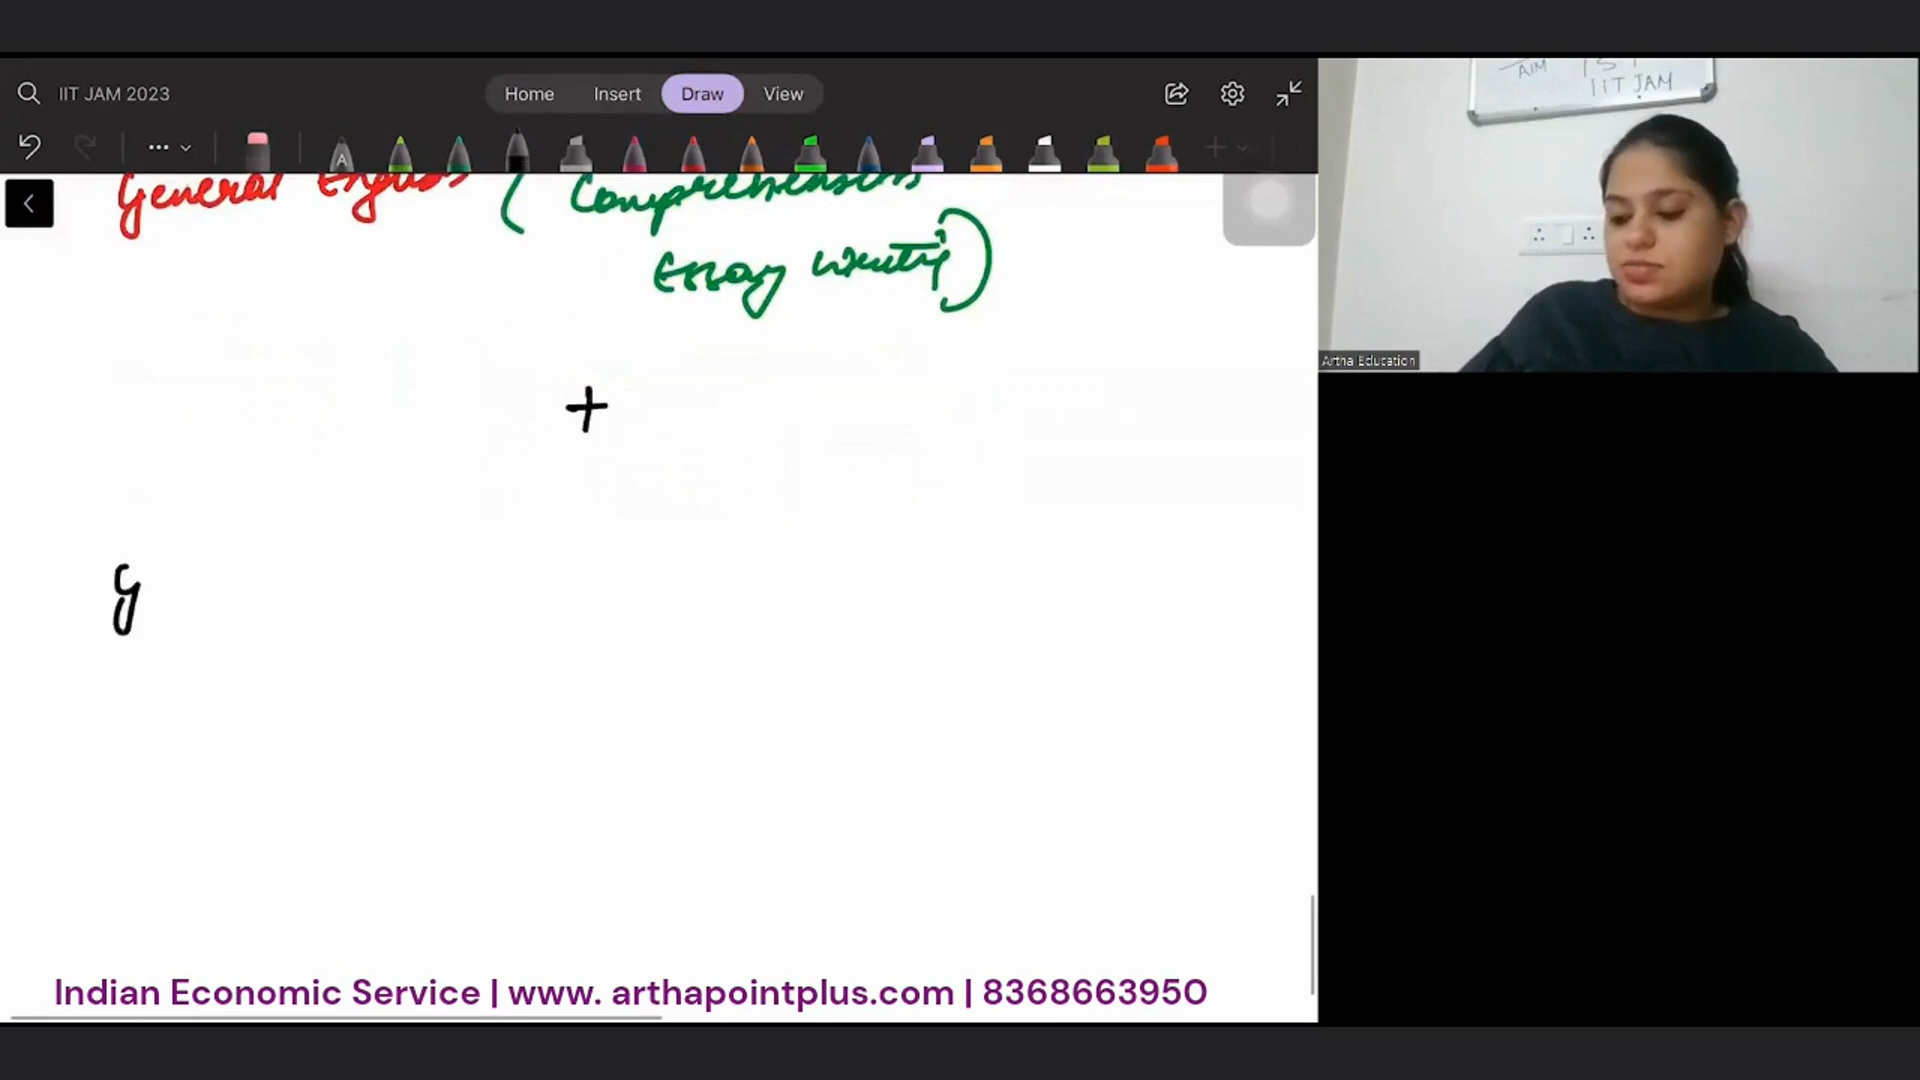 AIM IS I
IIT JAM
IIT JAM 2023
Home Insert Draw View
A
General English ( Comprehension
Essay writing )
Artha Education
+
g
Indian Economic Service | www. arthapointplus.com | 8368663950